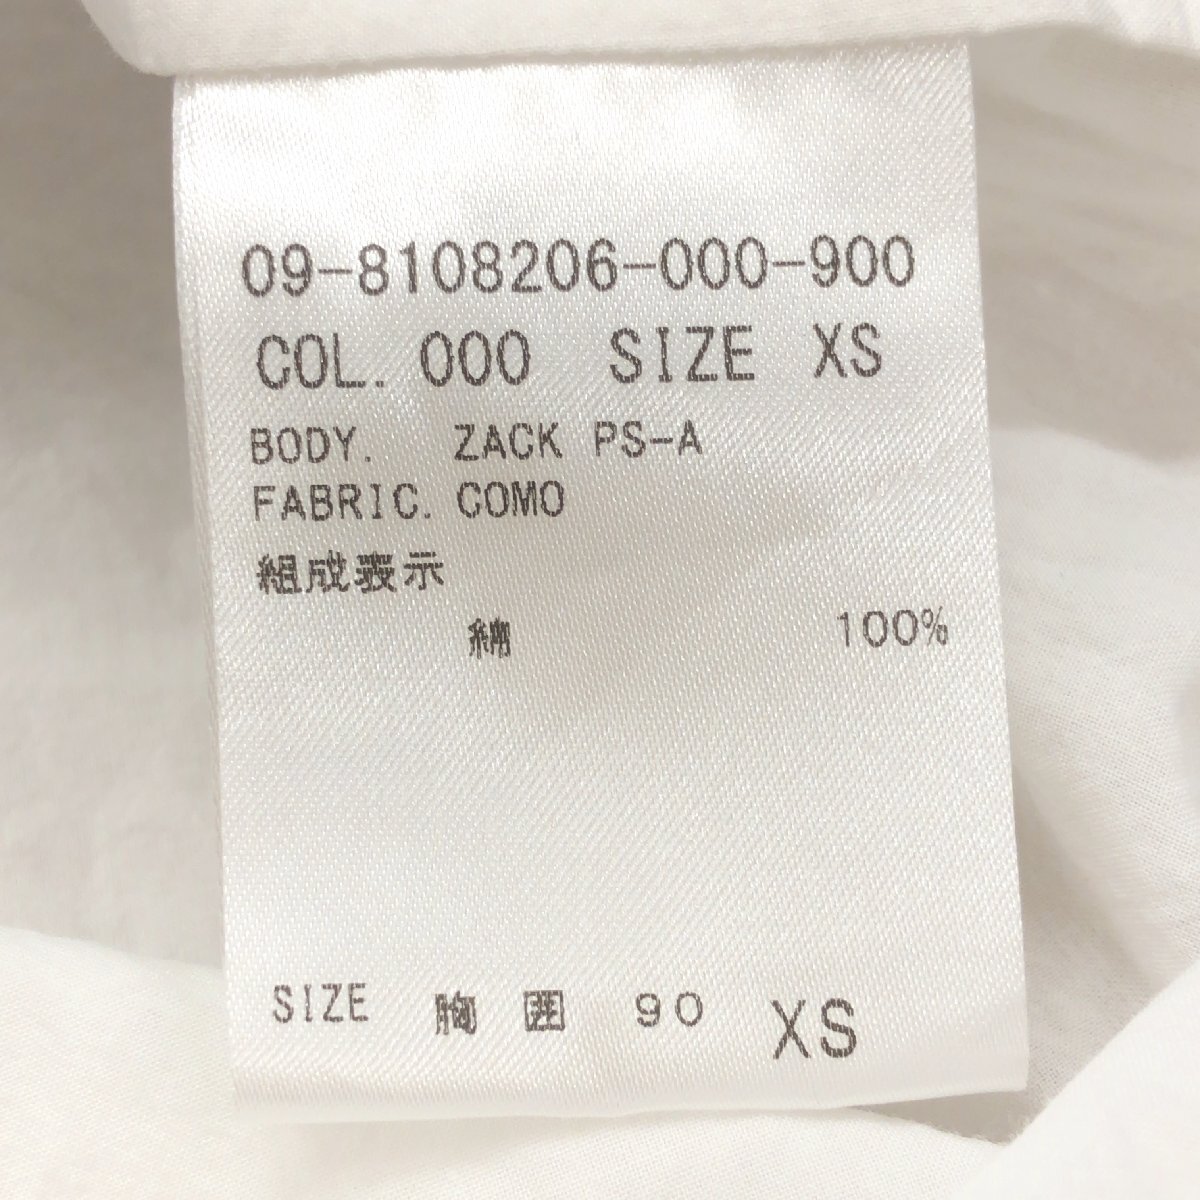 09-8108206-000-900
COL. 000 SIZE XS
BODY. ZACK PS-A
FABRIC. COMO
組成表示
綿 100%
SIZE 胸囲 90 XS